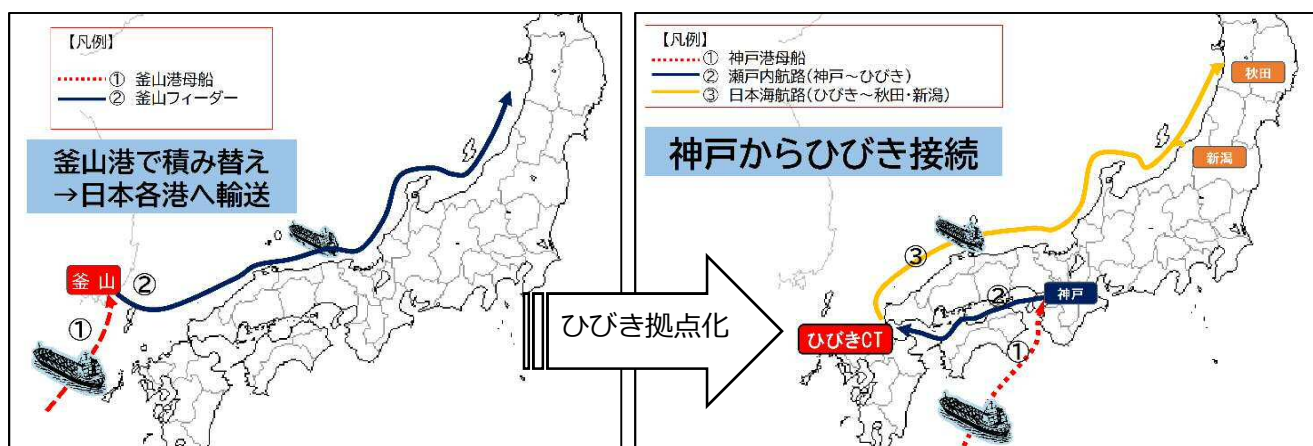 【凡例】
① 釜山港母船
② 釜山フィーダー
釜山港で積み替え
→日本各港へ輸送
釜山
②
①
ひびき拠点化
【凡例】
① 神戸港母船
② 瀬戸内航路(神戸～ひびき)
③ 日本海航路(ひびき～秋田・新潟)
神戸からひびき接続
秋田
新潟
③
②
神戸
ひびきCT
①